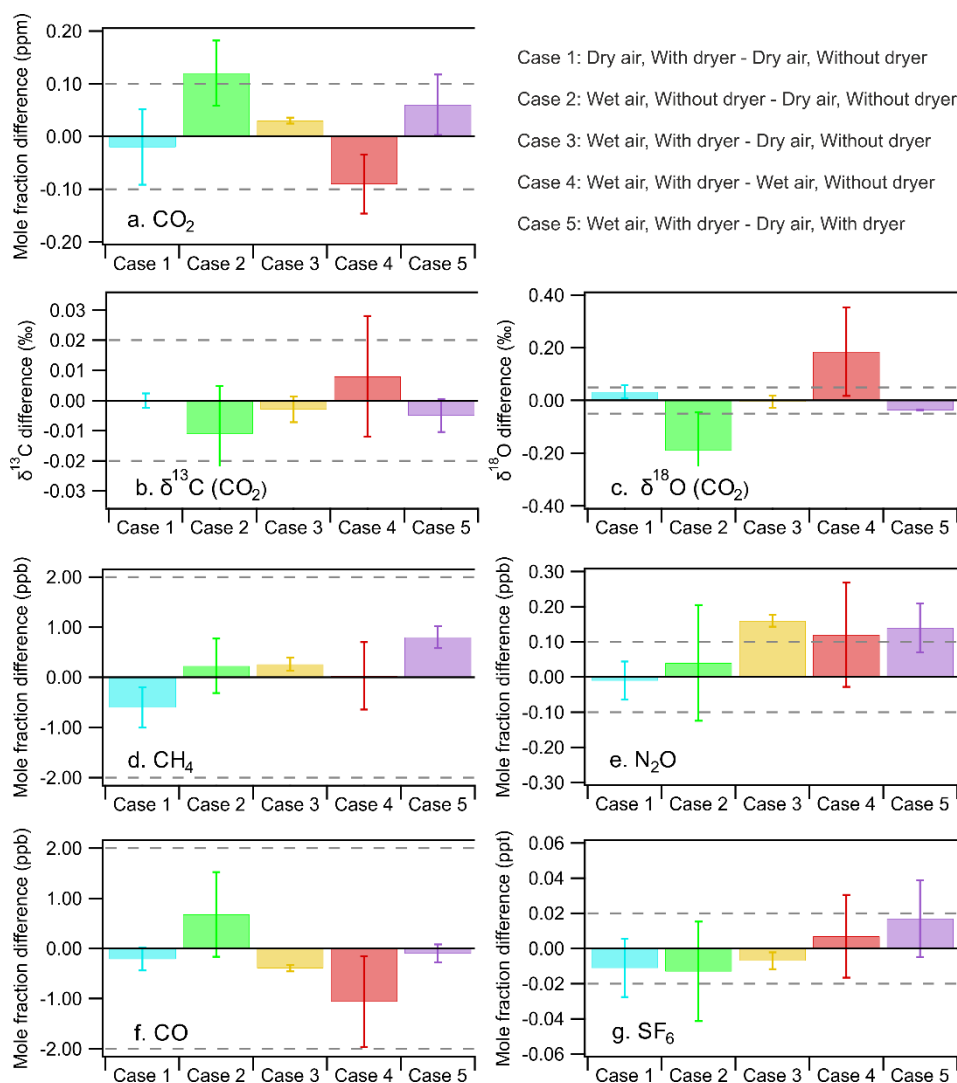 Case 1: Dry air, With dryer - Dry air, Without dryer
Case 2: Wet air, Without dryer - Dry air, Without dryer
Case 3: Wet air, With dryer - Dry air, Without dryer
Case 4: Wet air, With dryer - Wet air, Without dryer
Case 5: Wet air, With dryer - Dry air, With dryer
Mole fraction difference (ppm)
0.20
0.10
0.00
-0.10
-0.20
a. CO₂
Case 1 Case 2 Case 3 Case 4 Case 5
δ¹³C difference (‰)
0.03
0.02
0.01
0.00
-0.01
-0.02
-0.03
b. δ¹³C (CO₂)
Case 1 Case 2 Case 3 Case 4 Case 5
δ¹⁸O difference (‰)
0.40
0.20
0.00
-0.20
-0.40
c. δ¹⁸O (CO₂)
Case 1 Case 2 Case 3 Case 4 Case 5
Mole fraction difference (ppb)
2.00
1.00
0.00
-1.00
-2.00
d. CH₄
Case 1 Case 2 Case 3 Case 4 Case 5
Mole fraction difference (ppb)
0.30
0.20
0.10
0.00
-0.10
-0.20
-0.30
e. N₂O
Case 1 Case 2 Case 3 Case 4 Case 5
Mole fraction difference (ppb)
2.00
1.00
0.00
-1.00
-2.00
f. CO
Case 1 Case 2 Case 3 Case 4 Case 5
Mole fraction difference (ppt)
0.06
0.04
0.02
0.00
-0.02
-0.04
-0.06
g. SF₆
Case 1 Case 2 Case 3 Case 4 Case 5